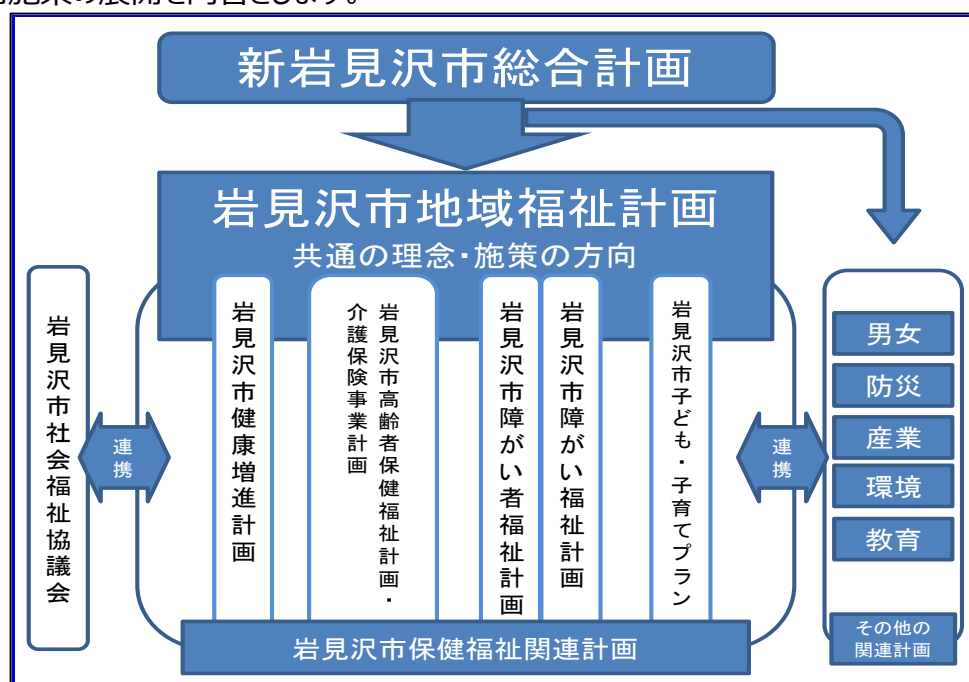 新岩見沢市総合計画
岩見沢市地域福祉計画
共通の理念・施策の方向
岩見沢市社会福祉協議会
連携
岩見沢市健康増進計画
岩見沢市高齢者保健福祉計画・
介護保険事業計画
岩見沢市障がい者福祉計画
岩見沢市障がい福祉計画
岩見沢市子ども・子育てプラン
連携
男女
防災
産業
環境
教育
その他の
関連計画
岩見沢市保健福祉関連計画